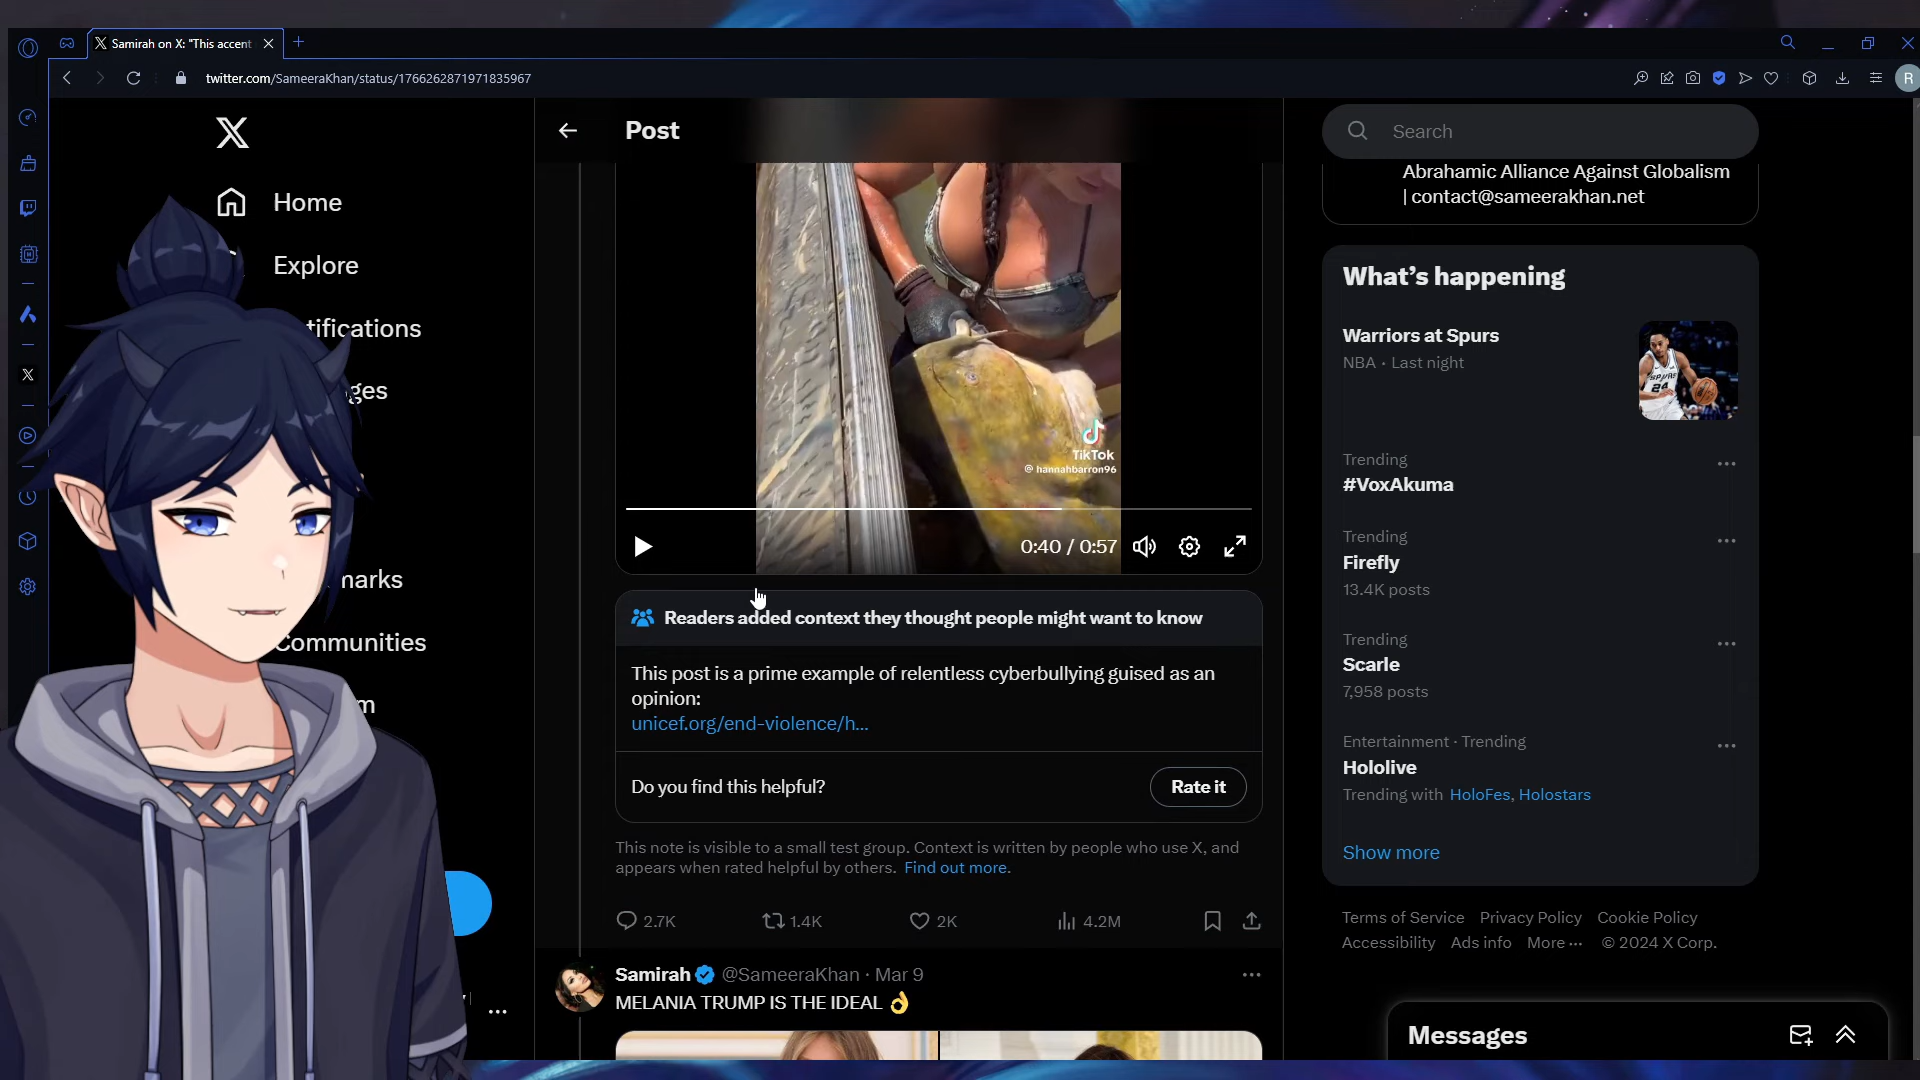 Samirah on X: "This accent
twitter.com/SameeraKhan/status/1766262871971835967
R
Home
Explore
tifications
ges
marks
Communities
m
Post
TikTok
@ hannahbarron96
0:40 / 0:57
Readers added context they thought people might want to know
This post is a prime example of relentless cyberbullying guised as an
opinion:
unicef.org/end-violence/h...
Do you find this helpful?
Rate it
This note is visible to a small test group. Context is written by people who use X, and
appears when rated helpful by others. Find out more.
2.7K 1.4K 2K 4.2M
Samirah @SameeraKhan · Mar 9
MELANIA TRUMP IS THE IDEAL 👌
Search
Abrahamic Alliance Against Globalism
| contact@sameerakhan.net
What's happening
Warriors at Spurs
NBA · Last night
SPURS
24
Trending
#VoxAkuma
Trending
Firefly
13.4K posts
Trending
Scarle
7,958 posts
Entertainment · Trending
Hololive
Trending with HoloFes, Holostars
Show more
Terms of Service Privacy Policy Cookie Policy
Accessibility Ads info More ··· © 2024 X Corp.
Messages